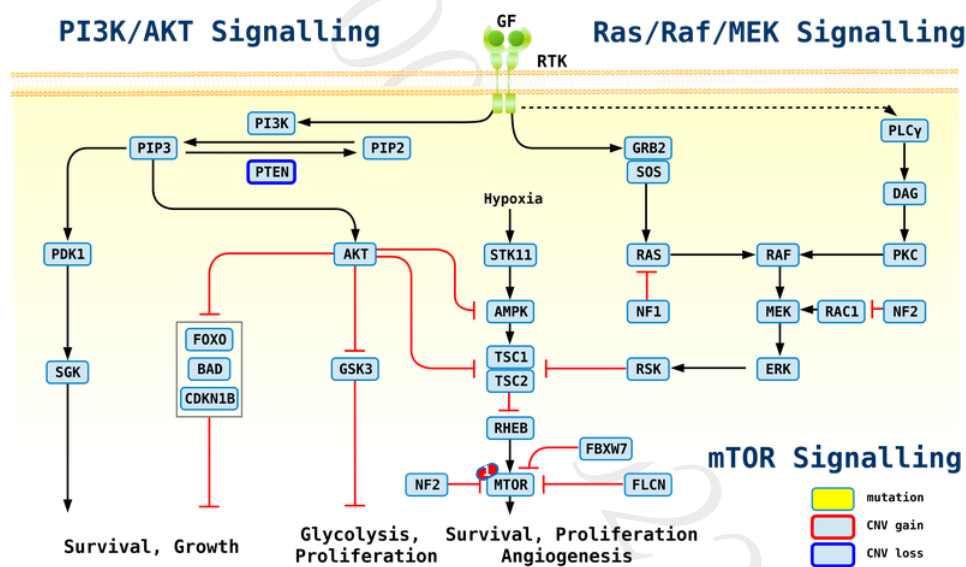 PI3K/AKT Signalling
GF
Ras/Raf/MEK Signalling
RTK
PI3K
PIP3
PIP2
PTEN
GRB2
SOS
PLCγ
DAG
Hypoxia
PDK1
AKT
STK11
RAS
RAF
PKC
AMPK
NF1
MEK
RAC1
NF2
FOXO
BAD
CDKN1B
SGK
GSK3
TSC1
TSC2
RSK
ERK
RHEB
FBXW7
1
NF2
MTOR
FLCN
mTOR Signalling
mutation
CNV gain
CNV loss
Survival, Growth
Glycolysis,
Proliferation
Survival, Proliferation
Angiogenesis